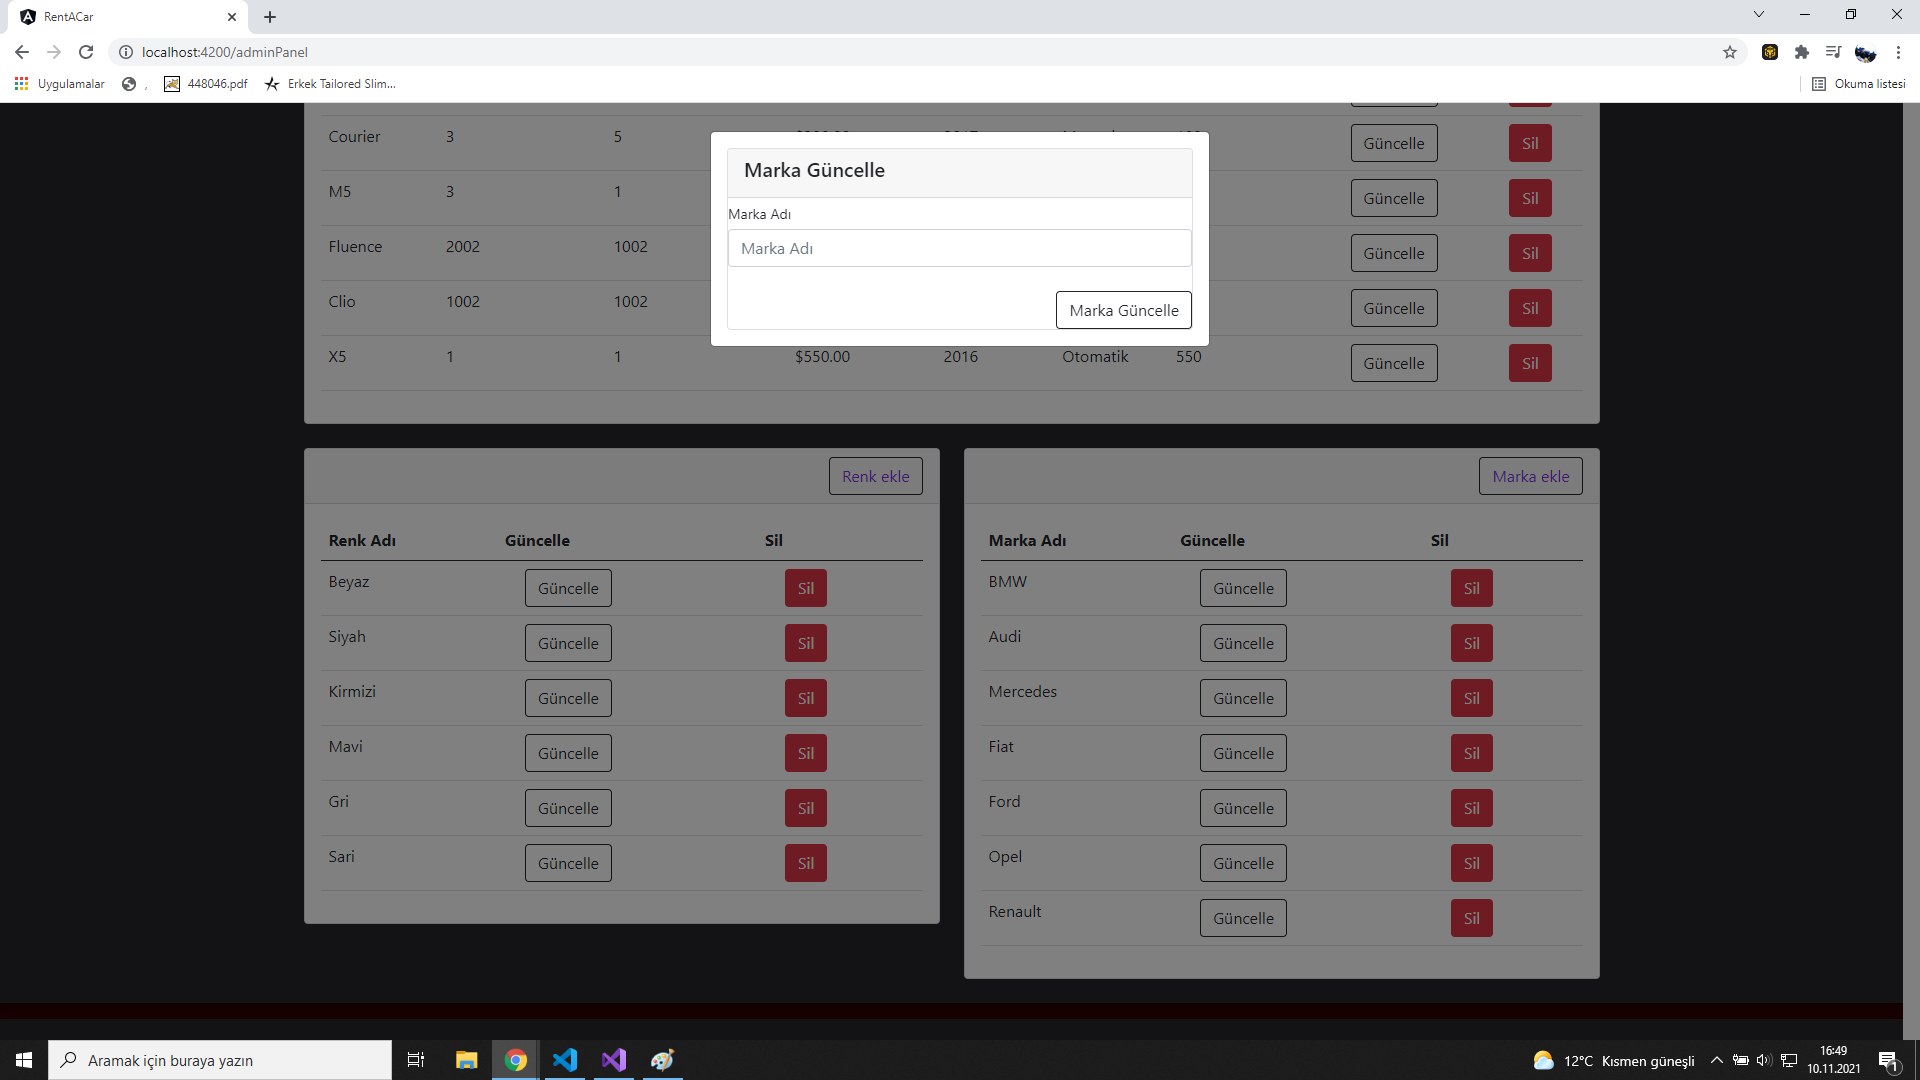 RentACar
localhost:4200/adminPanel
Uygulamalar , 448046.pdf Erkek Tailored Slim... Okuma listesi
Courier 3 5 Güncelle Sil
M5 3 1 Güncelle Sil
Fluence 2002 1002 Güncelle Sil
Clio 1002 1002 Güncelle Sil
X5 1 1 $550.00 2016 Otomatik 550 Güncelle Sil
Marka Güncelle
Marka Adı
Marka Adı
Marka Güncelle
Renk ekle
Renk Adı Güncelle Sil
Beyaz Güncelle Sil
Siyah Güncelle Sil
Kirmizi Güncelle Sil
Mavi Güncelle Sil
Gri Güncelle Sil
Sari Güncelle Sil
Marka ekle
Marka Adı Güncelle Sil
BMW Güncelle Sil
Audi Güncelle Sil
Mercedes Güncelle Sil
Fiat Güncelle Sil
Ford Güncelle Sil
Opel Güncelle Sil
Renault Güncelle Sil
Aramak için buraya yazın
12°C Kısmen güneşli
16:49
10.11.2021
1